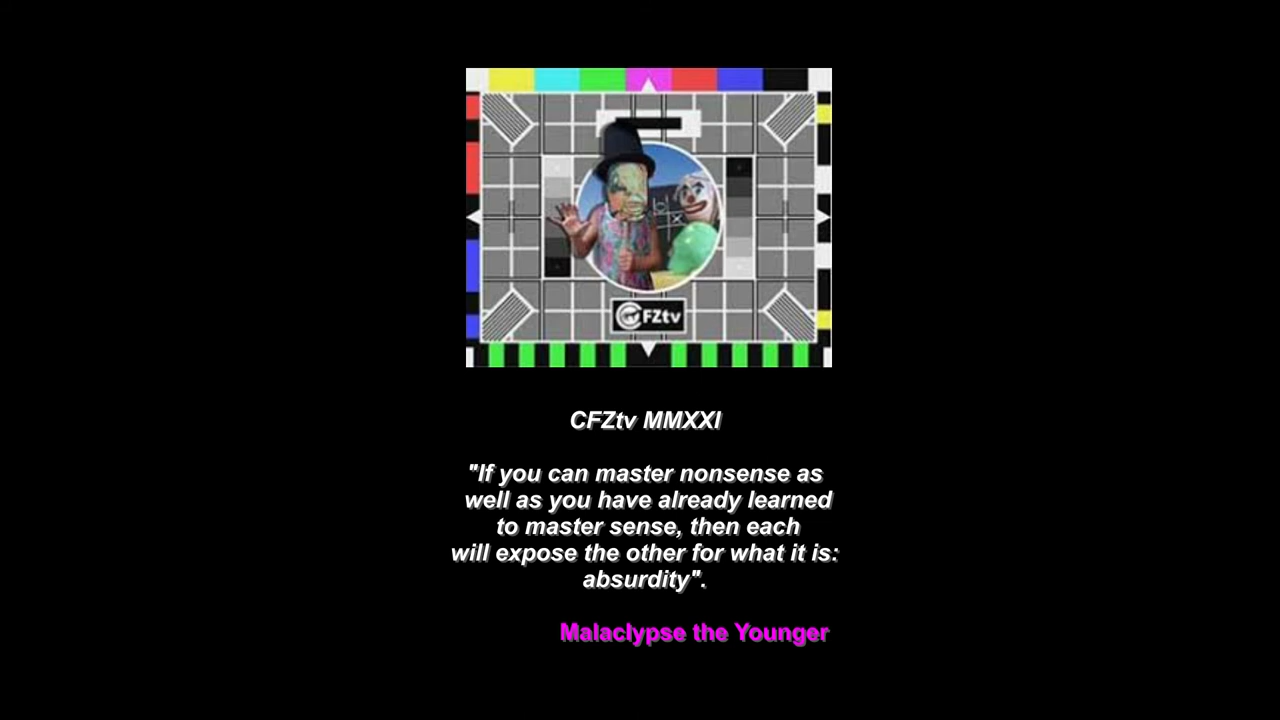 CFZtv
CFZtv MMXXI
"If you can master nonsense as
well as you have already learned
to master sense, then each
will expose the other for what it is:
absurdity".
Malaclypse the Younger